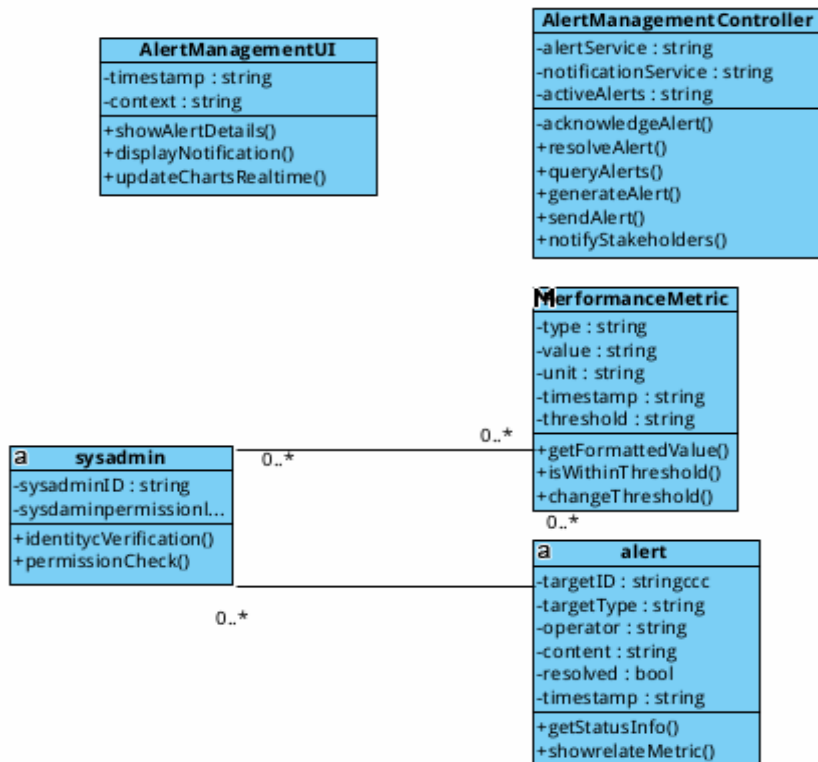 AlertManagementUI
-timestamp : string
-context : string
+showAlertDetails()
+displayNotification()
+updateChartsRealtime()
AlertManagementController
-alertService : string
-notificationService : string
-activeAlerts : string
-acknowledgeAlert()
+resolveAlert()
+queryAlerts()
+generateAlert()
+sendAlert()
+notifyStakeholders()
M
PerformanceMetric
-type : string
-value : string
-unit : string
-timestamp : string
-threshold : string
+getFormattedValue()
+isWithinThreshold()
+changeThreshold()
0..*
0..*
a sysadmin
-sysadminID : string
-sysdaminpermissionl...
+identitycVerification()
+permissionCheck()
0..*
0..*
a alert
-targetID : stringccc
-targetType : string
-operator : string
-content : string
-resolved : bool
-timestamp : string
+getStatusInfo()
+showrelateMetric()